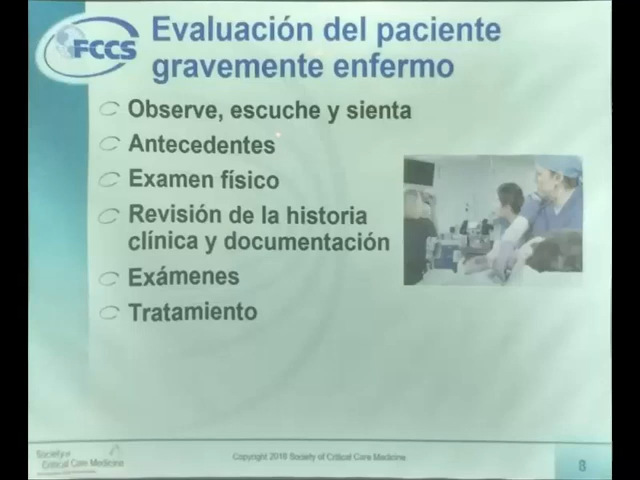 FCCS
Evaluación del paciente
gravemente enfermo
Observe, escuche y sienta
Antecedentes
Examen físico
Revisión de la historia
clínica y documentación
Exámenes
Tratamiento
Society of
Critical Care Medicine
Copyright 2016 Society of Critical Care Medicine
8